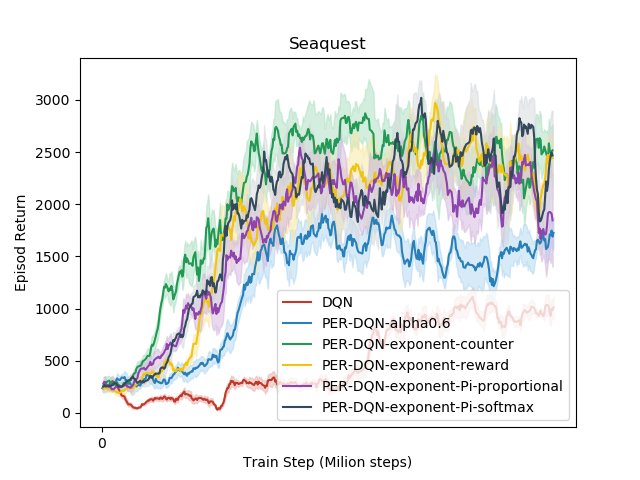 Seaquest
Episod Return
3000
2500
2000
1500
1000
500
0
DQN
PER-DQN-alpha0.6
PER-DQN-exponent-counter
PER-DQN-exponent-reward
PER-DQN-exponent-Pi-proportional
PER-DQN-exponent-Pi-softmax
0
Train Step (Milion steps)